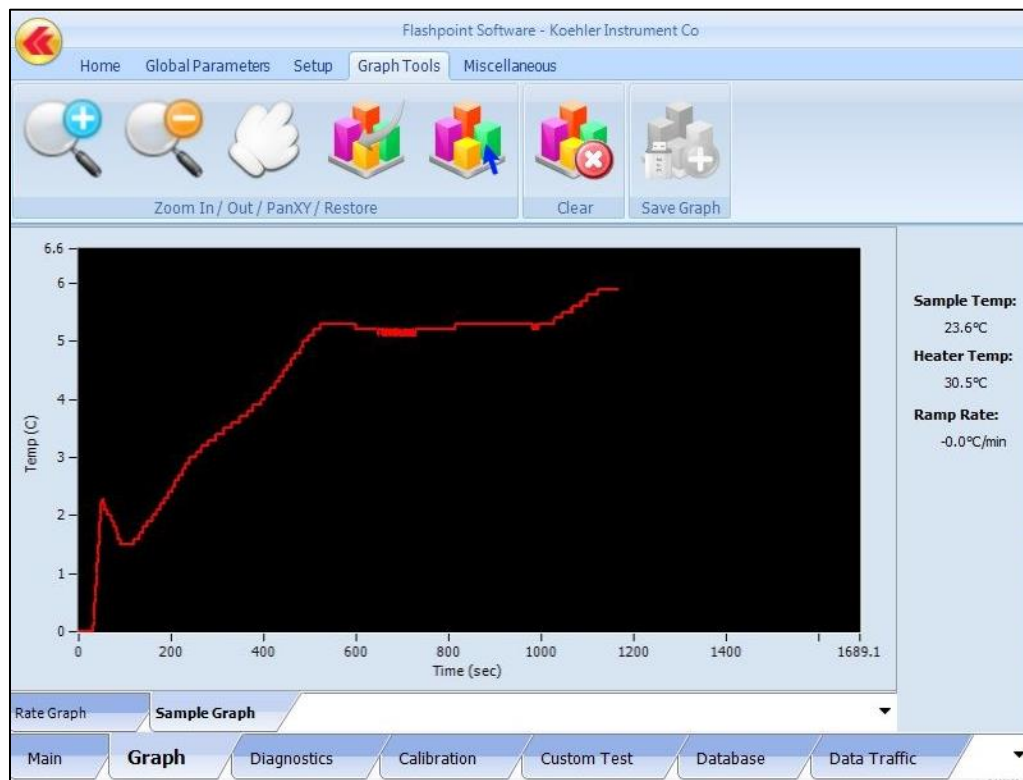 Flashpoint Software - Koehler Instrument Co
Home Global Parameters Setup Graph Tools Miscellaneous
Zoom In / Out / PanXY / Restore Clear Save Graph
6.6
6
5
4
3
2
1
0
Temp (C)
0 200 400 600 800 1000 1200 1400 1689.1
Time (sec)
Sample Temp:
23.6°C
Heater Temp:
30.5°C
Ramp Rate:
-0.0°C/min
Rate Graph Sample Graph
Main Graph Diagnostics Calibration Custom Test Database Data Traffic